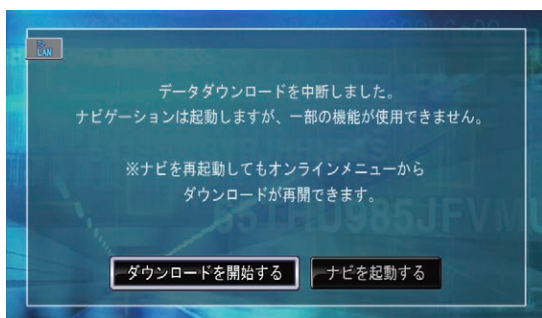 LAN
データダウンロードを中断しました。
ナビゲーションは起動しますが、一部の機能が使用できません。
※ナビを再起動してもオンラインメニューから
ダウンロードが再開できます。
651HU985JFVMU
ダウンロードを開始する
ナビを起動する